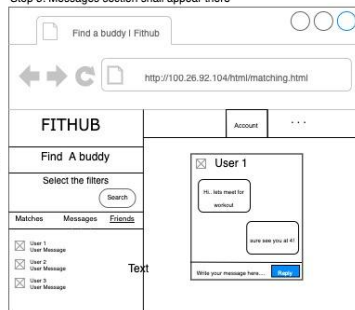 Step 3: Messages section shall appear there
Find a buddy I Fithub
http://100.26.92.104/html/matching.html
FITHUB
Account
...
Find A buddy
Select the filters
Search
Matches Messages Friends
User 1
User Message
User 2
User Message
User 3
User Message
Text
User 1
Hi.. lets meet for
workout
sure see you at 4!
Write your message here....
Reply